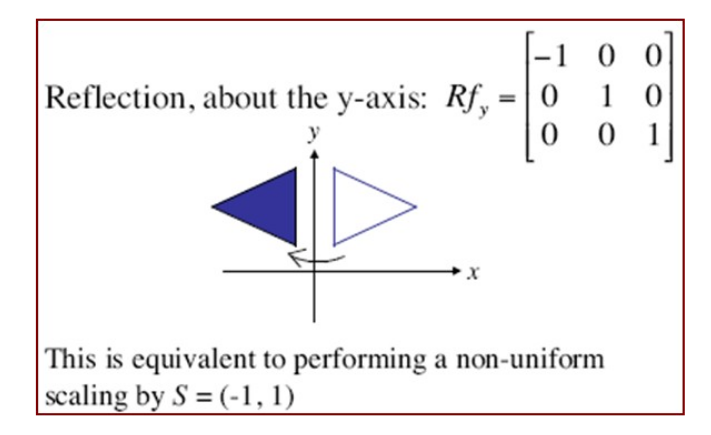 Reflection, about the y-axis: Rf_y = [-1 0 0
0 1 0
0 0 1]
y
x
This is equivalent to performing a non-uniform
scaling by S = (-1, 1)